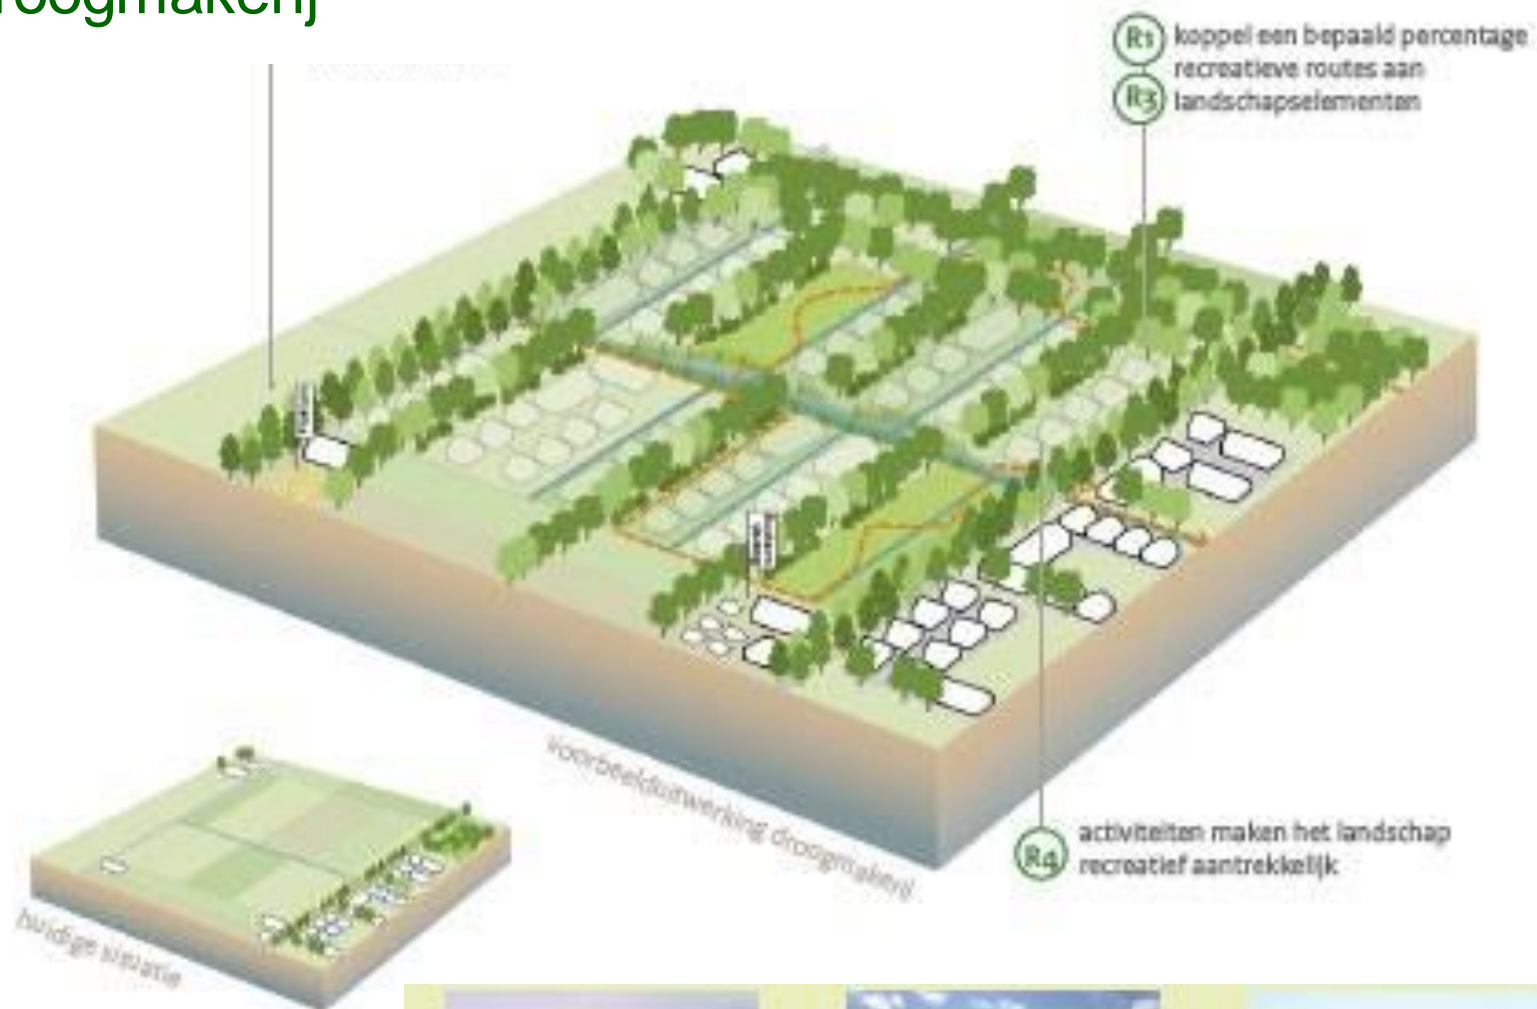 roogmakerij
R1 koppel een bepaald percentage
recreatieve routes aan
R3 landschapselementen
voorbeelduitwerking droogmakerij
R4 activiteiten maken het landschap
recreatief aantrekkelijk
huidige situatie